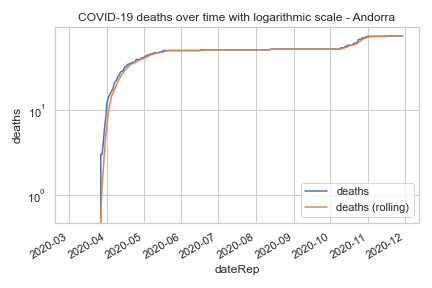 COVID-19 deaths over time with logarithmic scale - Andorra
deaths
10¹
10⁰
deaths
deaths (rolling)
2020-03
2020-04
2020-05
2020-06
2020-07
2020-08
2020-09
2020-10
2020-11
2020-12
dateRep